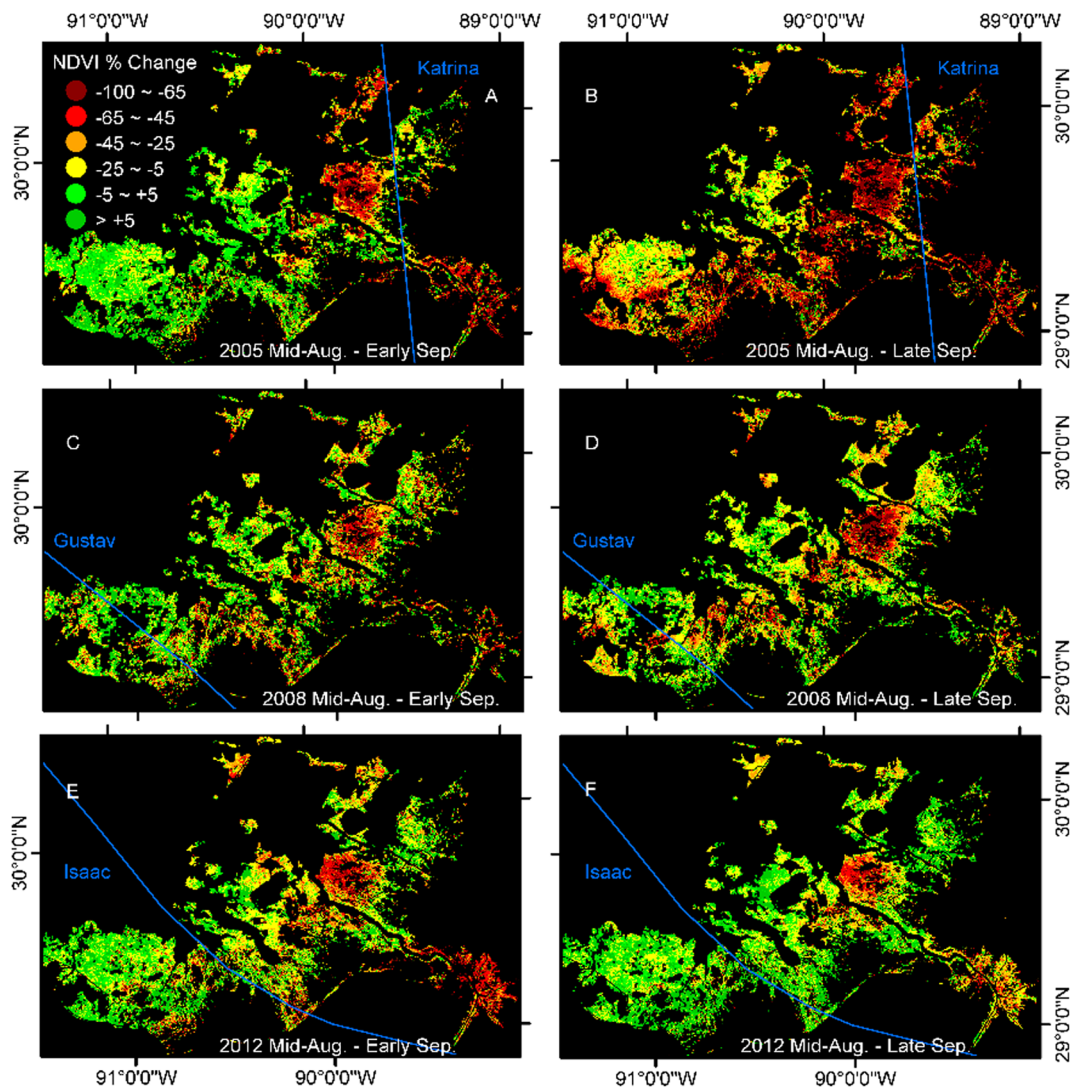 91°0'0"W 90°0'0"W 89°0'0"W 91°0'0"W 90°0'0"W 89°0'0"W
NDVI % Change
-100 ~ -65
-65 ~ -45
-45 ~ -25
-25 ~ -5
-5 ~ +5
> +5
Katrina
A
30°0'0"N
2005 Mid-Aug. - Early Sep.
B
Katrina
30°0'0"N
29°0'0"N
2005 Mid-Aug. - Late Sep.
C
30°0'0"N
Gustav
2008 Mid-Aug. - Early Sep.
D
Gustav
30°0'0"N
29°0'0"N
2008 Mid-Aug. - Late Sep.
E
30°0'0"N
Isaac
2012 Mid-Aug. - Early Sep.
F
Isaac
30°0'0"N
29°0'0"N
2012 Mid-Aug. - Late Sep.
91°0'0"W 90°0'0"W 91°0'0"W 90°0'0"W 89°0'0"W